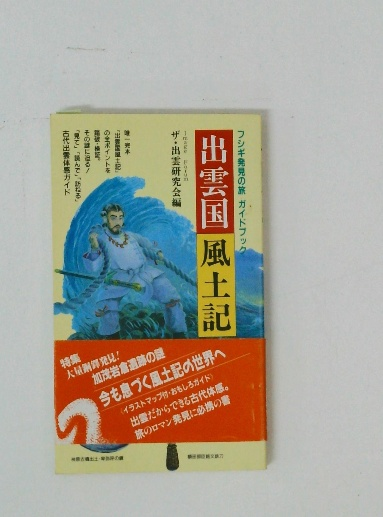 フシギ発見の旅 ガイドブック
出雲国風土記
ザ・出雲研究会編
唯一完本
「出雲国風土記」
の全ポイントを
その謎に迫る!
「見て」「読んで」「訪ねる」
古代出雲体感ガイド
特集
大量銅鐸発見!
加茂岩倉遺跡の謎
今も息づく風土記の世界へ
〈イラストマップ付・おもしろガイド〉
出雲だからできる古代体感。
旅のロマン発見に必携の書